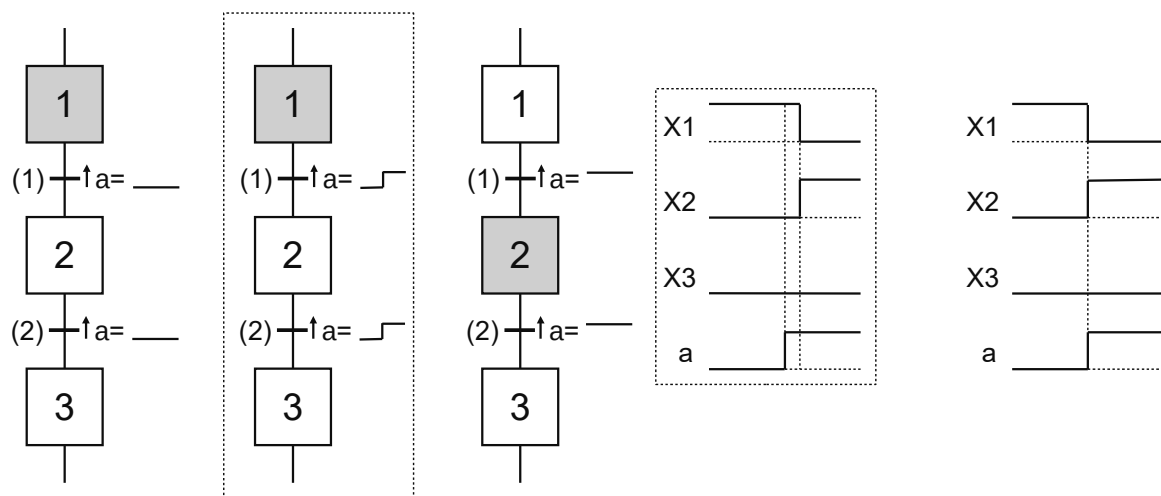 1
(1) ↑a=
2
(2) ↑a=
3
1
(1) ↑a=
2
(2) ↑a=
3
1
(1) ↑a=
2
(2) ↑a=
3
X1
X2
X3
a
X1
X2
X3
a